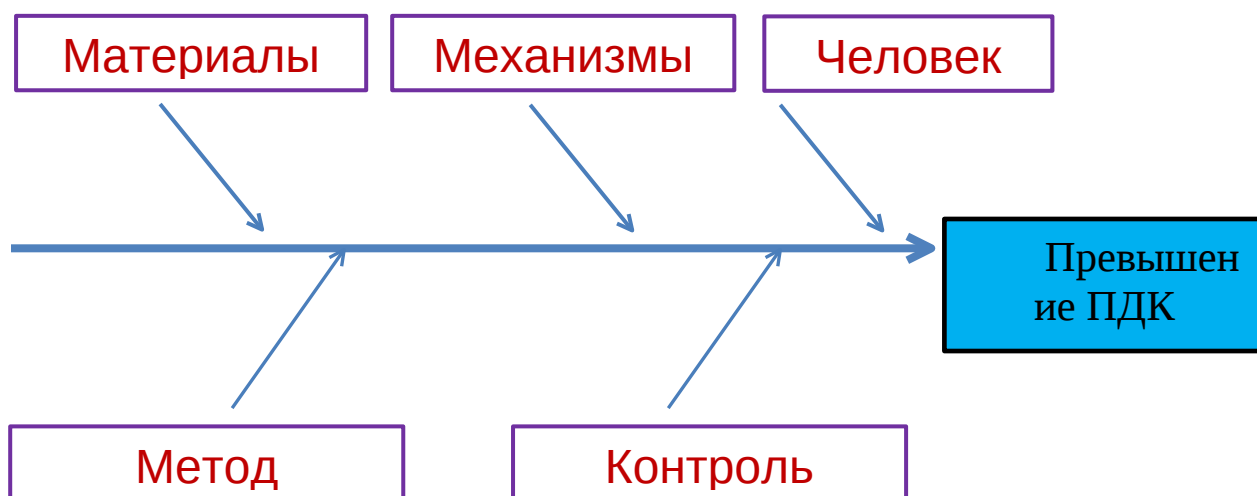 Материалы
Механизмы
Человек
Превышен
ие ПДК
Метод
Контроль